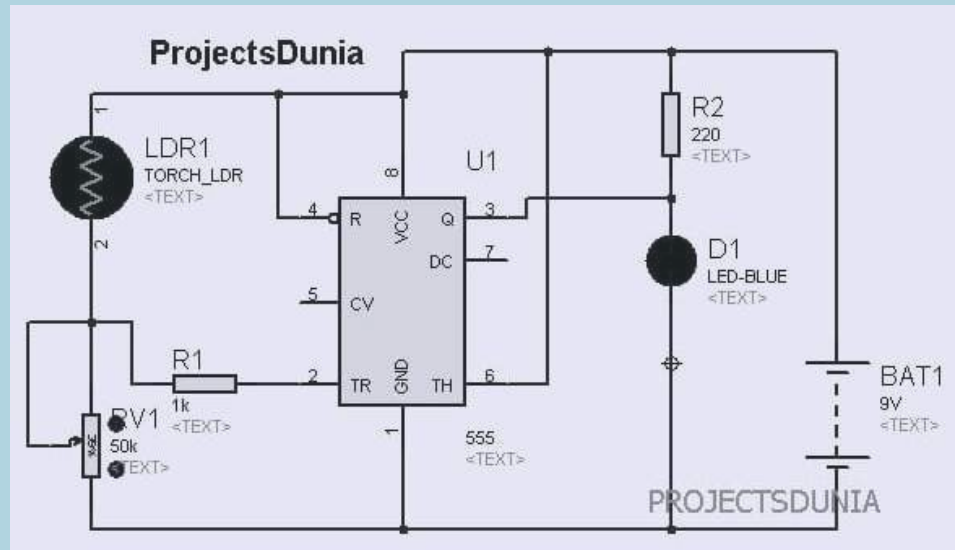 ProjectsDunia
1
LDR1
TORCH_LDR
<TEXT>
2
R2
220
<TEXT>
U1
8
4
R
VCC
Q
3
DC
7
5
CV
D1
LED-BLUE
<TEXT>
R1
1k
<TEXT>
2
TR
GND
TH
6
1
555
<TEXT>
RV1
50k
<TEXT>
BAT1
9V
<TEXT>
PROJECTSDUNIA